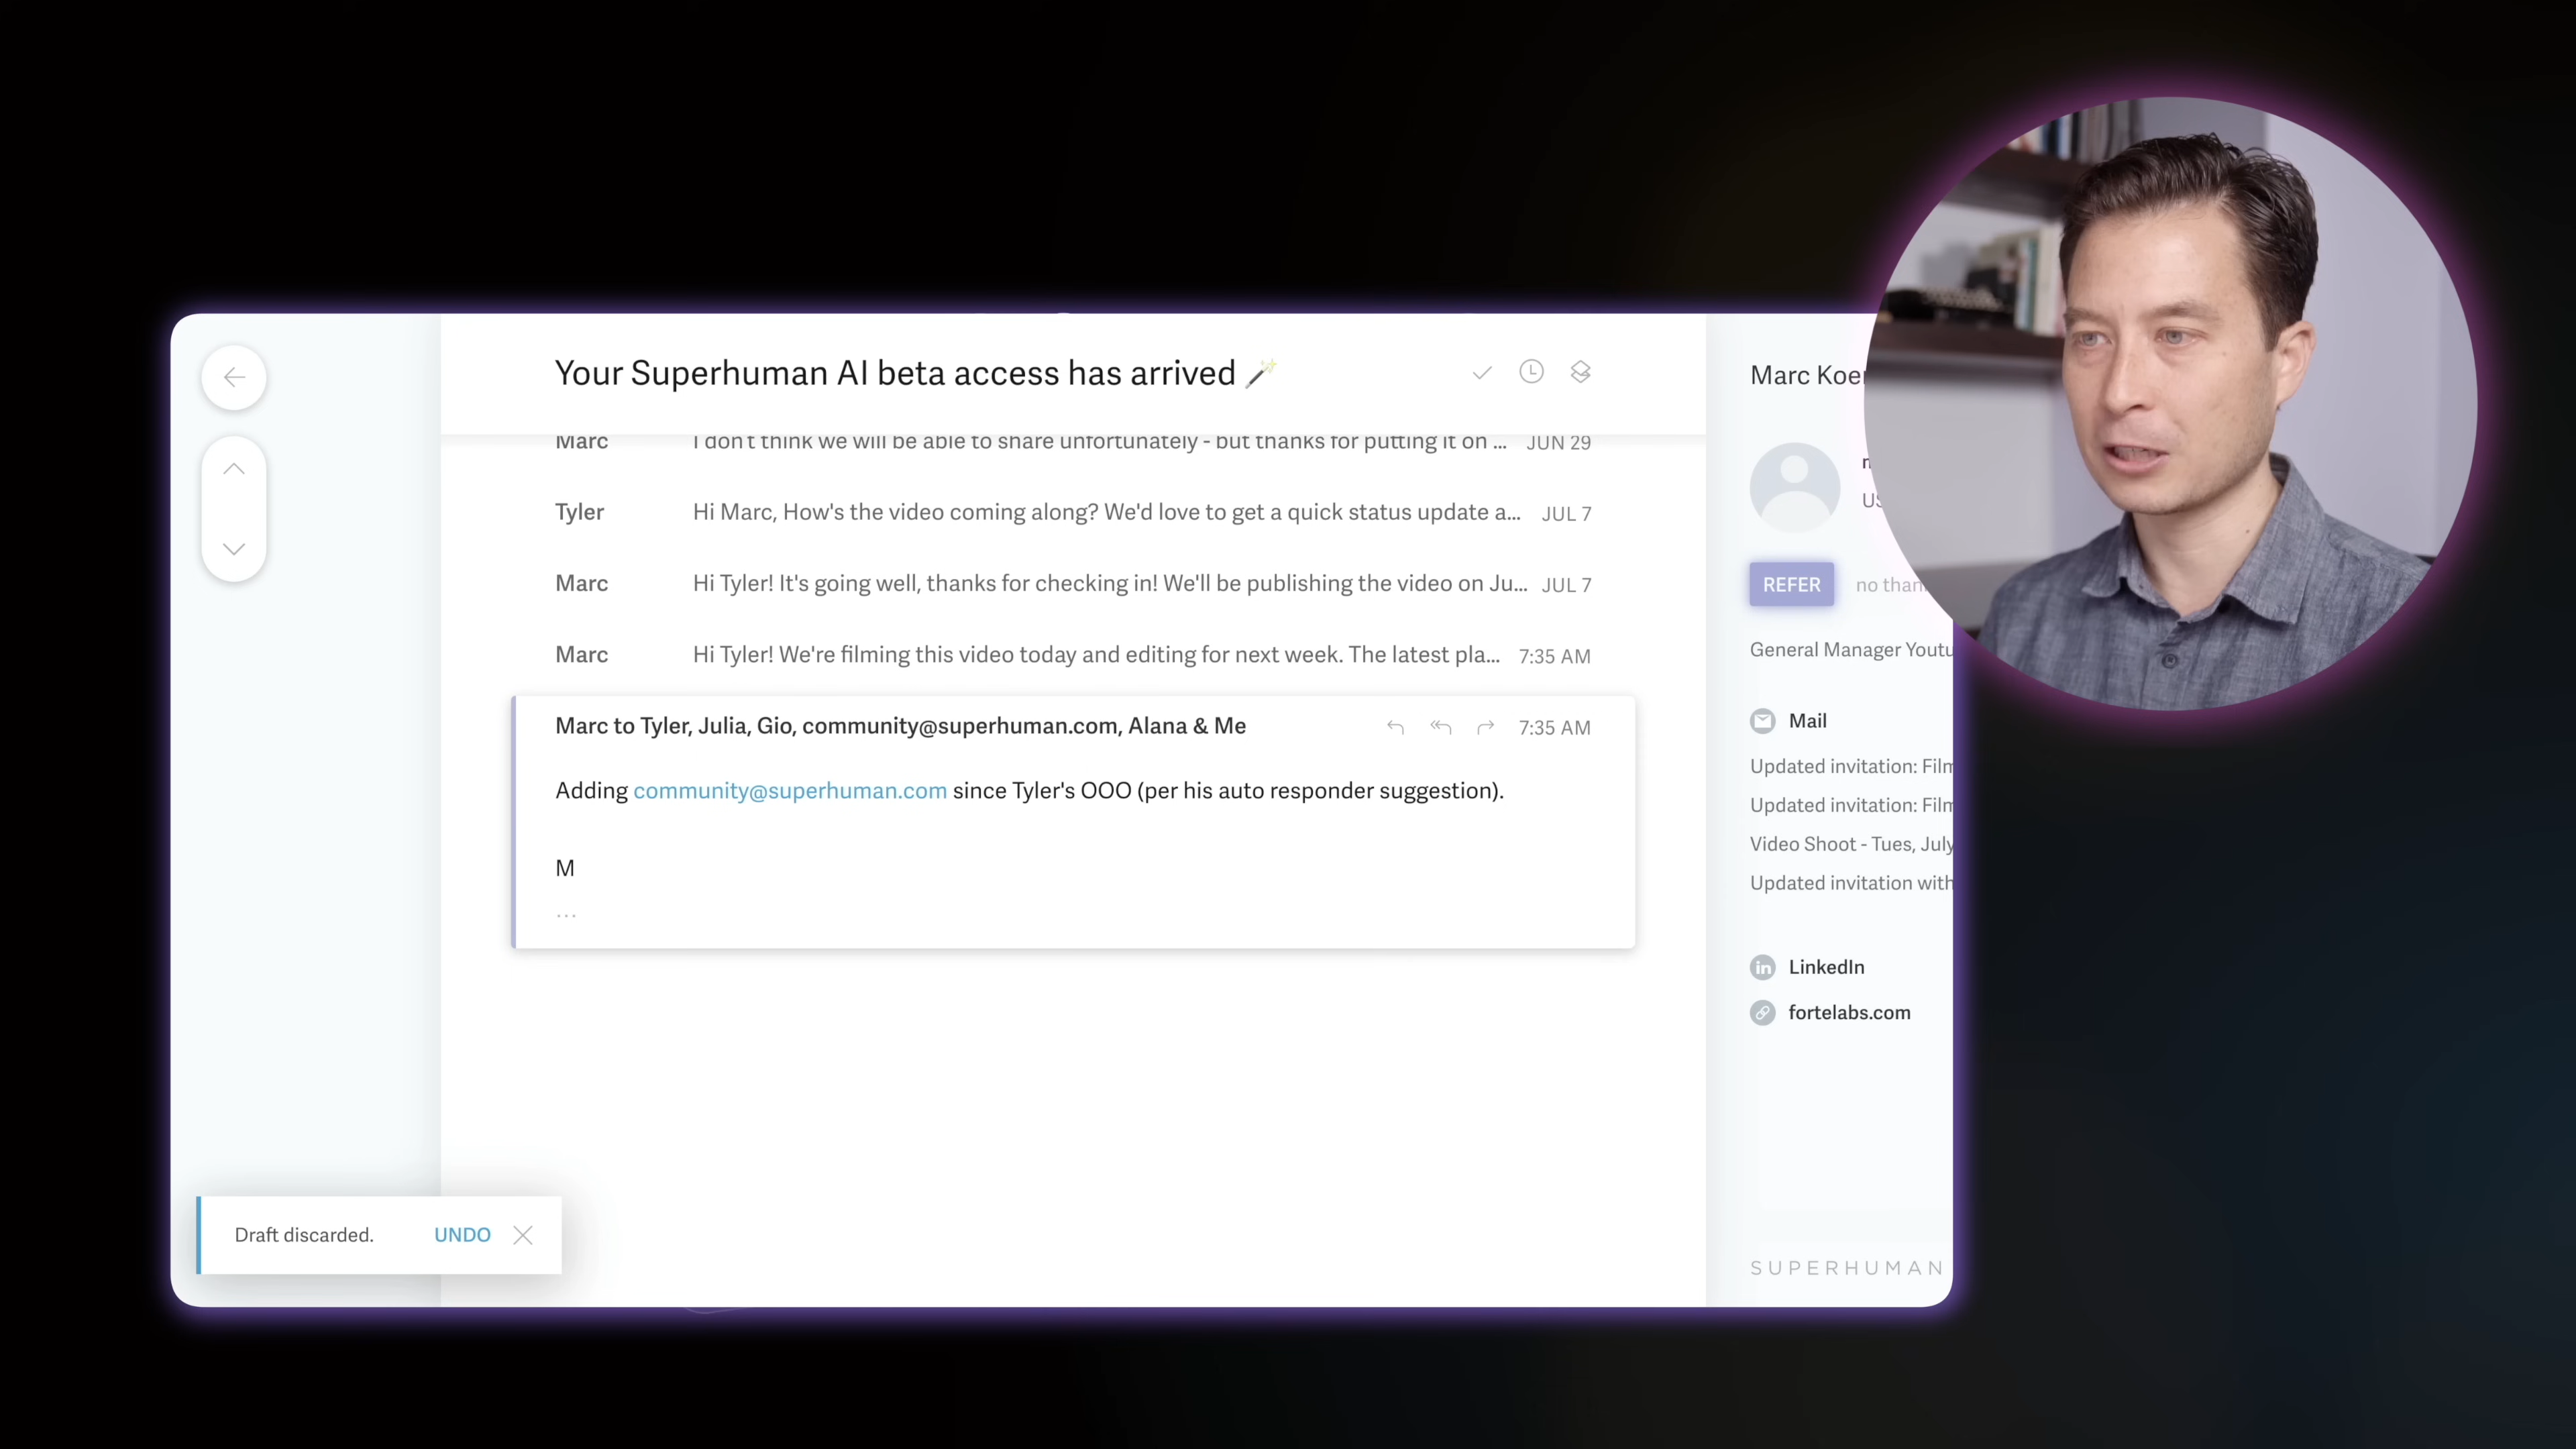 Your Superhuman AI beta access has arrived
Marc I don't think we will be able to share unfortunately - but thanks for putting it on ... JUN 29
Tyler Hi Marc, How's the video coming along? We'd love to get a quick status update a... JUL 7
Marc Hi Tyler! It's going well, thanks for checking in! We'll be publishing the video on Ju... JUL 7
Marc Hi Tyler! We're filming this video today and editing for next week. The latest pla... 7:35 AM
Marc to Tyler, Julia, Gio, community@superhuman.com, Alana & Me 7:35 AM
Adding community@superhuman.com since Tyler's OOO (per his auto responder suggestion).
M
...
Draft discarded. UNDO
Marc Koe
US
REFER no than
General Manager Youtu
Mail
Updated invitation: Film
Updated invitation: Film
Video Shoot - Tues, July
Updated invitation with
in LinkedIn
fortelabs.com
SUPERHUMAN